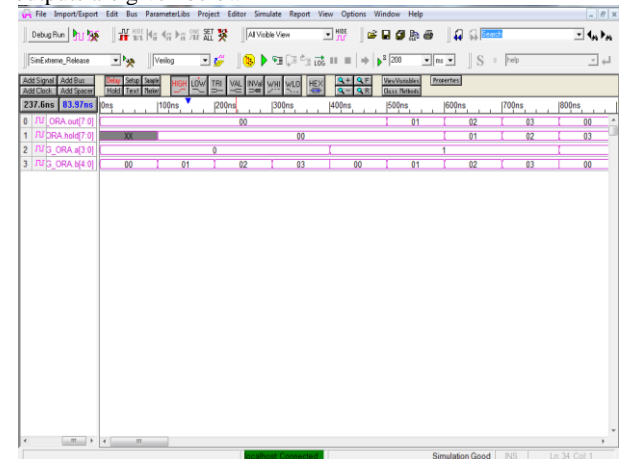 File Import/Export Edit Bus ParameterLibs Project Editor Simulate Report View Options Window Help
Debug Run All Visible View HIDE Search
SimExtreme_Release Verilog 200 ns help
Add Signal Add Bus Delay Setup Sample HIGH LOW TRI VAL INVal WHI WLO HEX View Variables Properties
Add Clock Add Spacer Hold Text Marker Class Methods
237.6ns 83.97ns 0ns 100ns 200ns 300ns 400ns 500ns 600ns 700ns 800ns
0 ORA.out[7:0] 00 01 02 03 00
1 ORA.hold[7:0] XX 00 01 02 03
2 G_ORA.a[3:0] 0 1
3 G_ORA.b[4:0] 00 01 02 03 00 01 02 03 00
localhost Connected Simulation Good INS Ln 34 Col 1